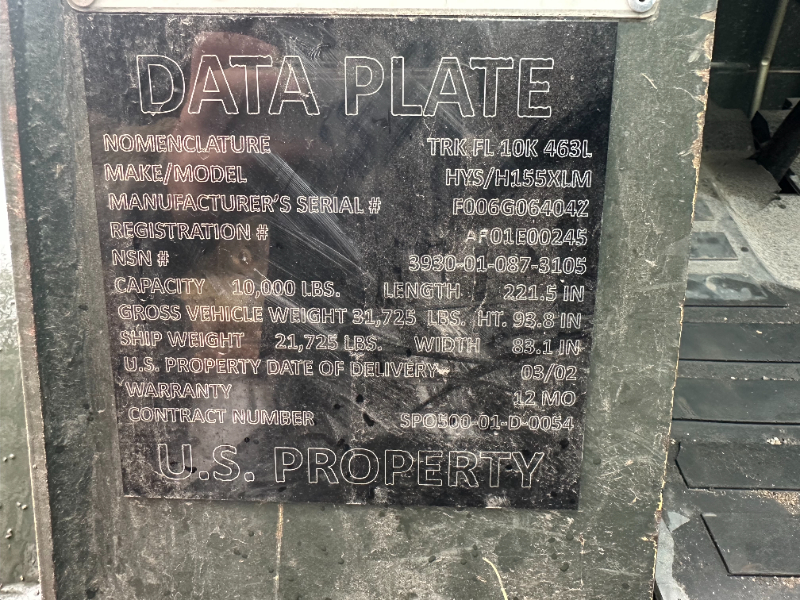 DATA PLATE
NOMENCLATURE TRK FL 10K 463L
MAKE/MODEL HYS/H155XLM
MANUFACTURER'S SERIAL # F006G06404Z
REGISTRATION # AF01E00245
NSN # 3930-01-087-3105
CAPACITY 10,000 LBS. LENGTH 221.5 IN
GROSS VEHICLE WEIGHT 31,725 LBS. HT. 93.8 IN
SHIP WEIGHT 21,725 LBS. WIDTH 83.1 IN
U.S. PROPERTY DATE OF DELIVERY 03/02
WARRANTY 12 MO
CONTRACT NUMBER SPO500-01-D-0054
U.S. PROPERTY